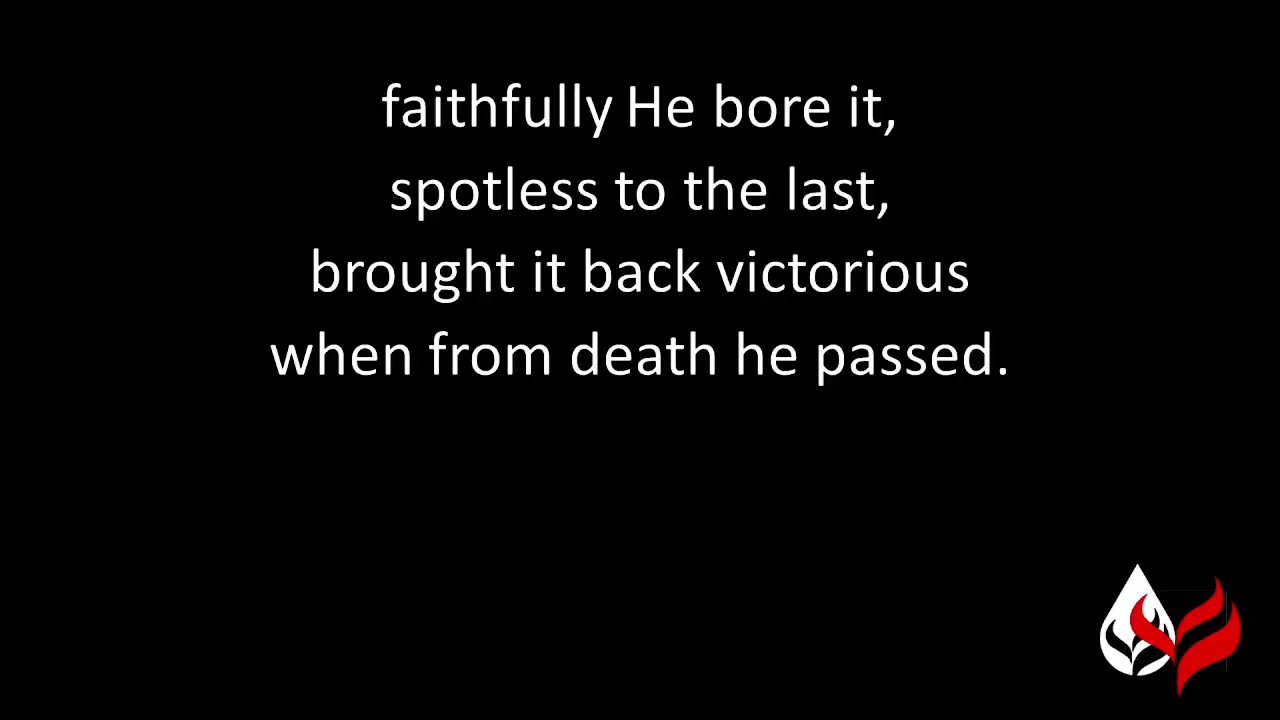 faithfully He bore it,
spotless to the last,
brought it back victorious
when from death he passed.